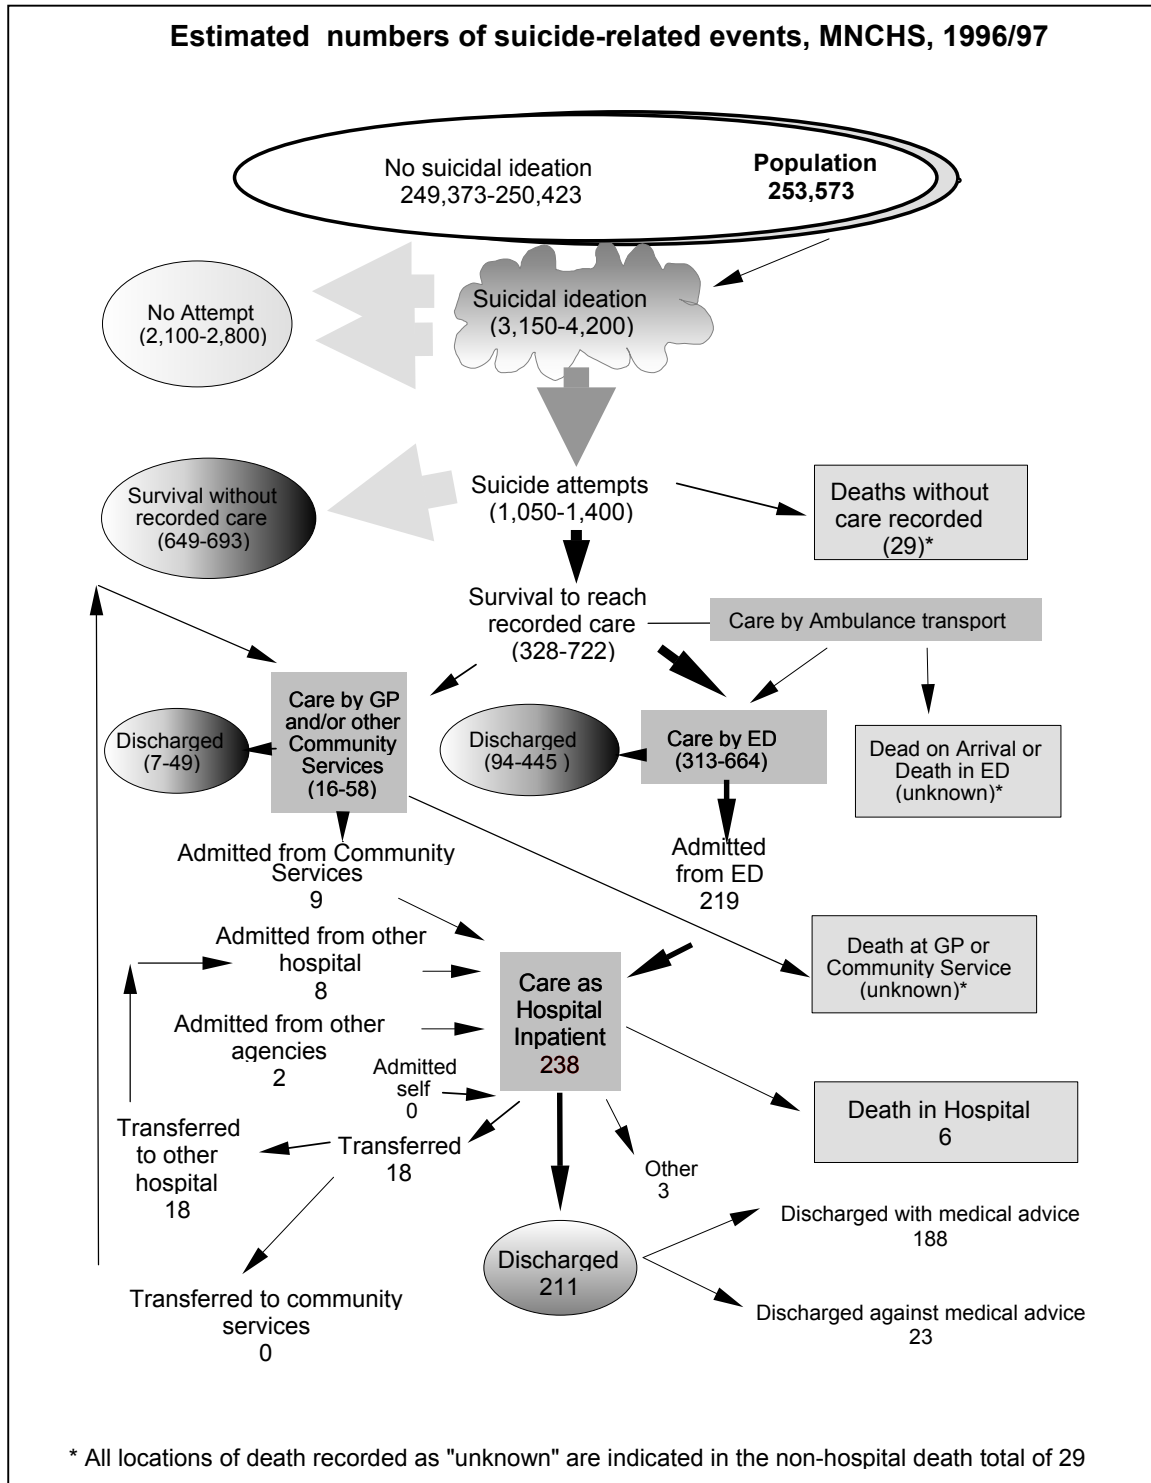 Estimated numbers of suicide-related events, MNCHS, 1996/97
No suicidal ideation
249,373-250,423
Population
253,573
Suicidal ideation
(3,150-4,200)
No Attempt
(2,100-2,800)
Suicide attempts
(1,050-1,400)
Survival without
recorded care
(649-693)
Deaths without
care recorded
(29)*
Survival to reach
recorded care
(328-722)
Care by Ambulance transport
Care by GP
and/or other
Community
Services
(16-58)
Discharged
(7-49)
Discharged
(94-445 )
Care by ED
(313-664)
Dead on Arrival or
Death in ED
(unknown)*
Admitted from Community
Services
9
Admitted
from ED
219
Admitted from other
hospital
8
Care as
Hospital
Inpatient
238
Death at GP or
Community Service
(unknown)*
Admitted from other
agencies
2
Admitted
self
0
Death in Hospital
6
Transferred
to other
hospital
18
Transferred
18
Other
3
Discharged
211
Discharged with medical advice
188
Transferred to community
services
0
Discharged against medical advice
23
* All locations of death recorded as "unknown" are indicated in the non-hospital death total of 29